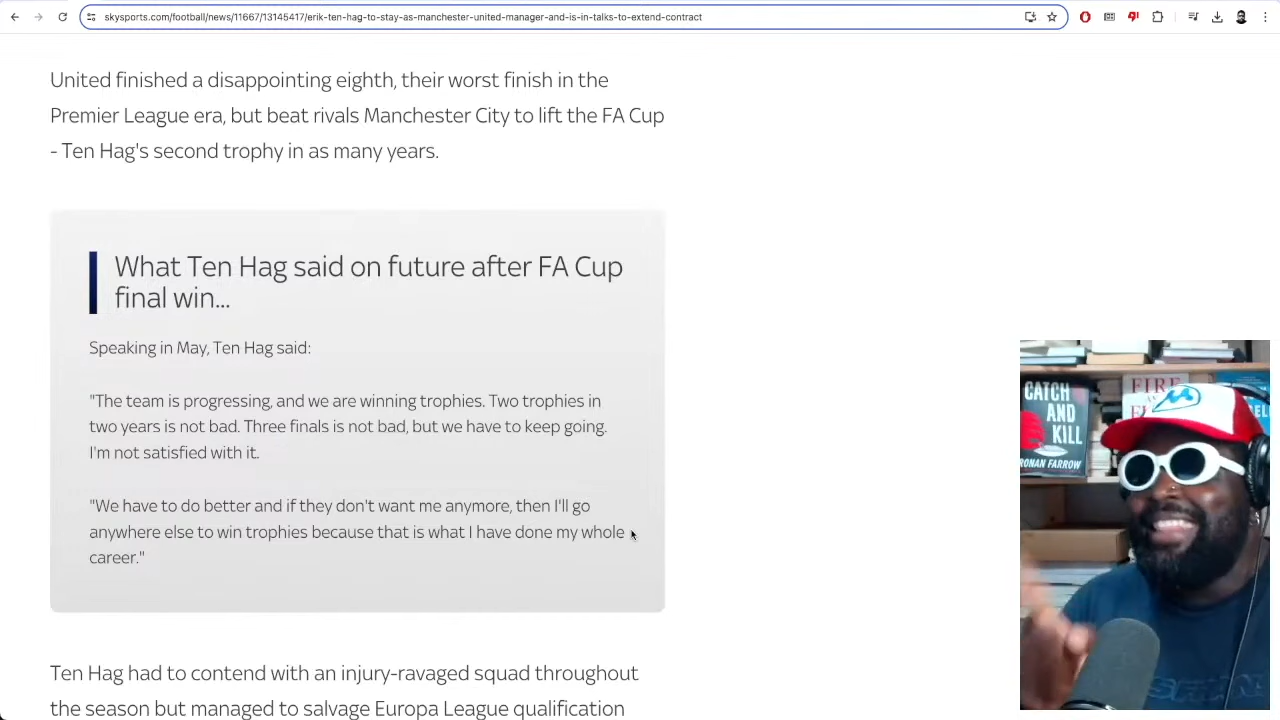 skysports.com/football/news/11667/13145417/erik-ten-hag-to-stay-as-manchester-united-manager-and-is-in-talks-to-extend-contract
United finished a disappointing eighth, their worst finish in the
Premier League era, but beat rivals Manchester City to lift the FA Cup
- Ten Hag's second trophy in as many years.
What Ten Hag said on future after FA Cup
final win...
Speaking in May, Ten Hag said:
"The team is progressing, and we are winning trophies. Two trophies in
two years is not bad. Three finals is not bad, but we have to keep going.
I'm not satisfied with it.
"We have to do better and if they don't want me anymore, then I'll go
anywhere else to win trophies because that is what I have done my whole
career."
Ten Hag had to contend with an injury-ravaged squad throughout
the season but managed to salvage Europa League qualification
CATCH
AND
KILL
RONAN FARROW
FIRE